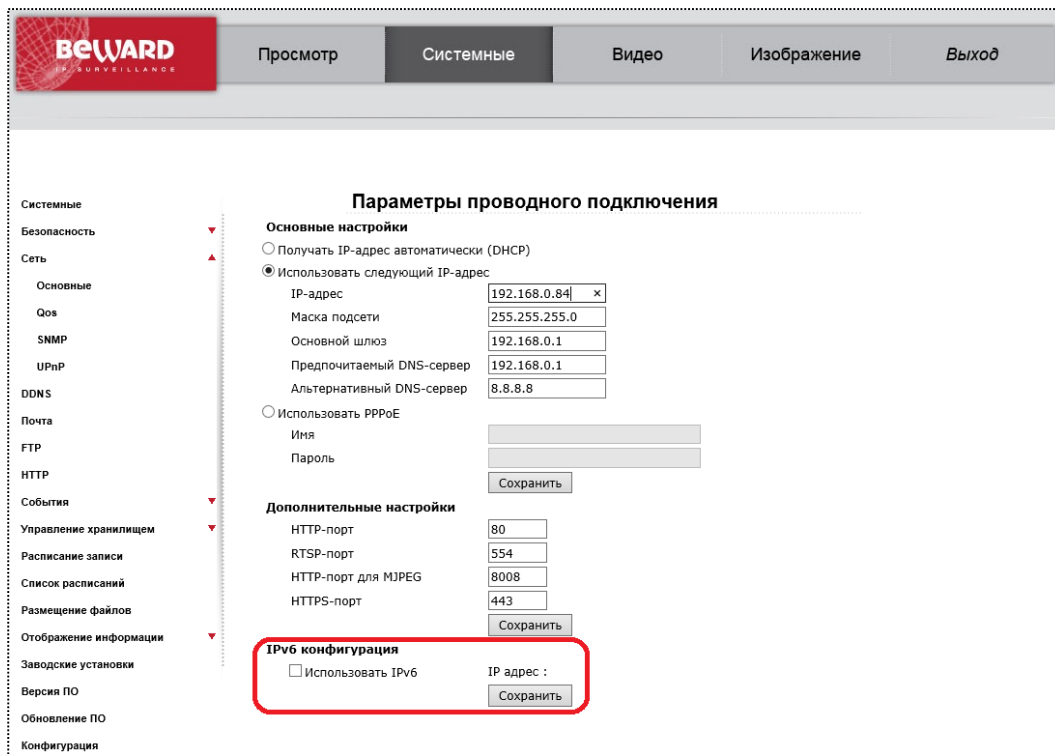 BEWARD
IP SURVEILLANCE
Просмотр
Системные
Видео
Изображение
Выход
Системные
Безопасность
Сеть
Основные
Qos
SNMP
UPnP
DDNS
Почта
FTP
HTTP
События
Управление хранилищем
Расписание записи
Список расписаний
Размещение файлов
Отображение информации
Заводские установки
Версия ПО
Обновление ПО
Конфигурация
Параметры проводного подключения
Основные настройки
Получать IP-адрес автоматически (DHCP)
Использовать следующий IP-адрес
IP-адрес 192.168.0.84 ×
Маска подсети 255.255.255.0
Основной шлюз 192.168.0.1
Предпочитаемый DNS-сервер 192.168.0.1
Альтернативный DNS-сервер 8.8.8.8
Использовать PPPoE
Имя
Пароль
Сохранить
Дополнительные настройки
HTTP-порт 80
RTSP-порт 554
HTTP-порт для MJPEG 8008
HTTPS-порт 443
Сохранить
IPv6 конфигурация
Использовать IPv6 IP адрес :
Сохранить